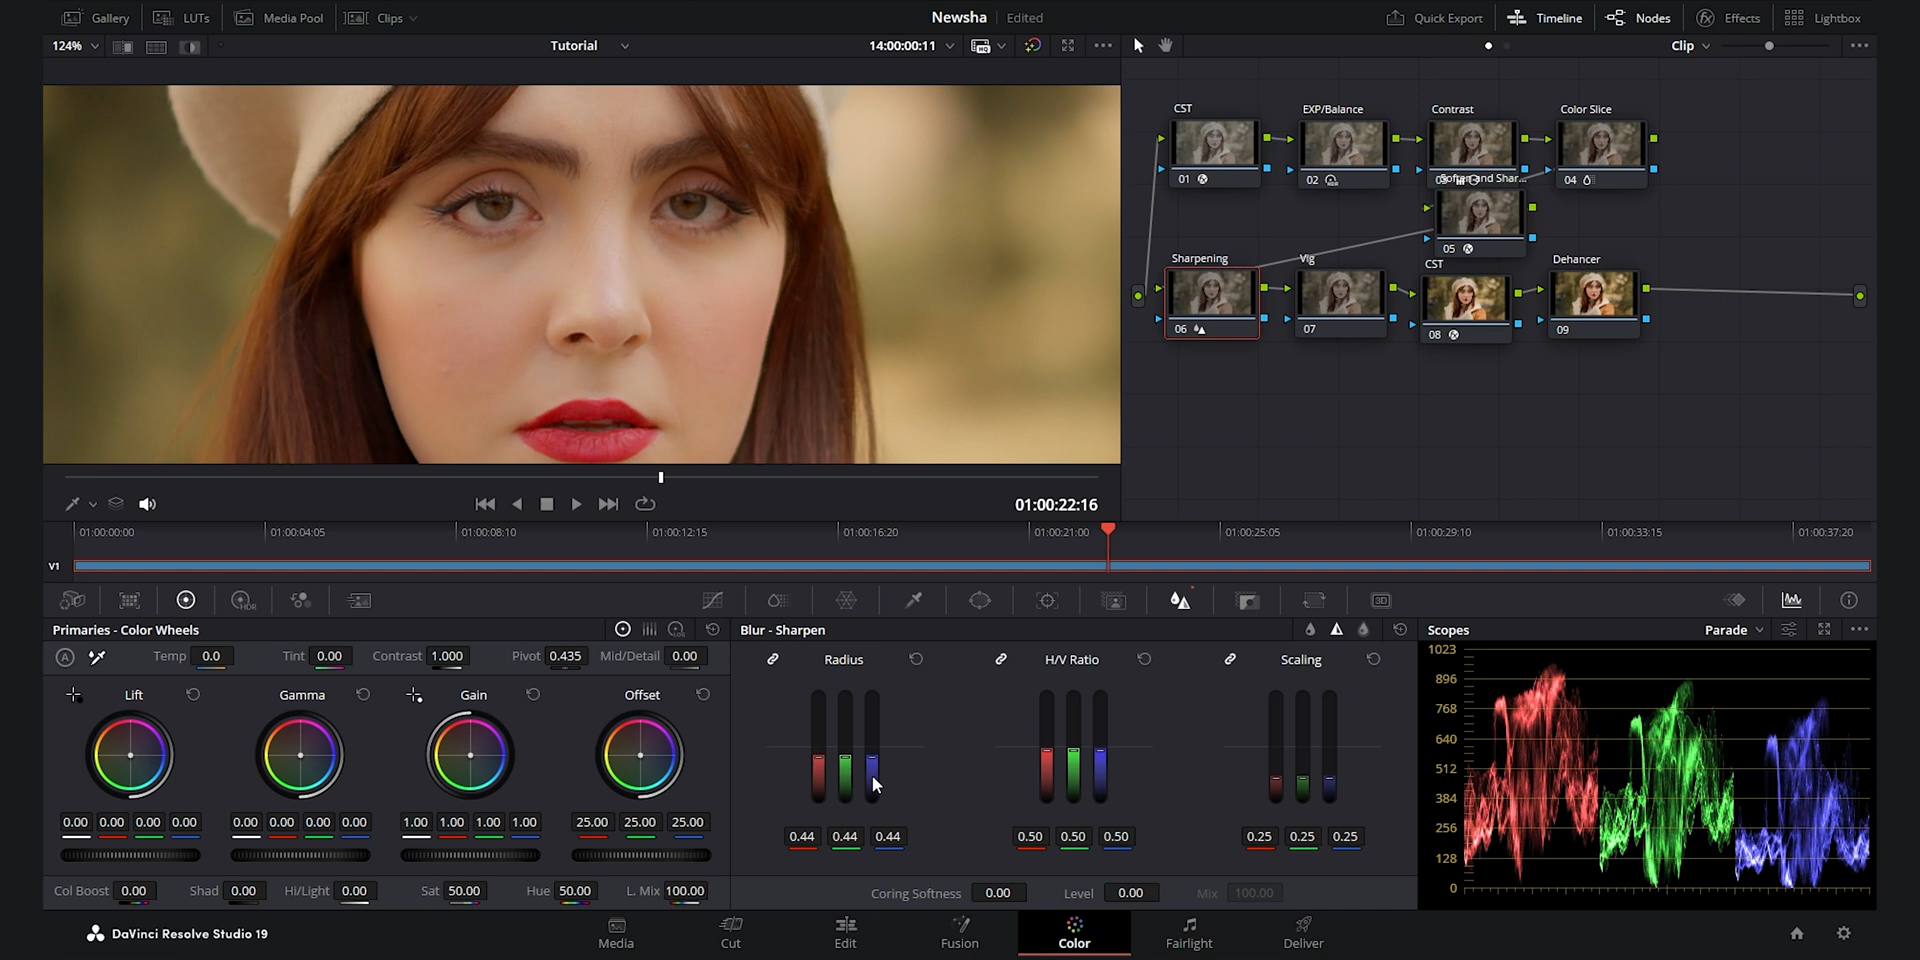 Gallery LUTs Media Pool Clips Newsha Edited Quick Export Timeline Nodes Effects Lightbox
124% Tutorial 14:00:00:11 Clip
CST EXP/Balance Contrast Color Slice
01 02 HDR 04
Soften and Shar...
05
Sharpening Vig CST Dehancer
06 07 08 09
01:00:22:16
01:00:00:00 01:00:04:05 01:00:08:10 01:00:12:15 01:00:16:20 01:00:21:00 01:00:25:05 01:00:29:10 01:00:33:15 01:00:37:20
V1
HDR 3D
Primaries - Color Wheels LOG Blur - Sharpen Scopes Parade
A Temp 0.0 Tint 0.00 Contrast 1.000 Pivot 0.435 Mid/Detail 0.00
Radius H/V Ratio Scaling
Lift Gamma Gain Offset
0.00 0.00 0.00 0.00 0.00 0.00 0.00 0.00 1.00 1.00 1.00 1.00 25.00 25.00 25.00
0.44 0.44 0.44 0.50 0.50 0.50 0.25 0.25 0.25
Col Boost 0.00 Shad 0.00 Hi/Light 0.00 Sat 50.00 Hue 50.00 L. Mix 100.00
Coring Softness 0.00 Level 0.00 Mix 100.00
1023
896
768
640
512
384
256
128
0
DaVinci Resolve Studio 19
Media Cut Edit Fusion Color Fairlight Deliver